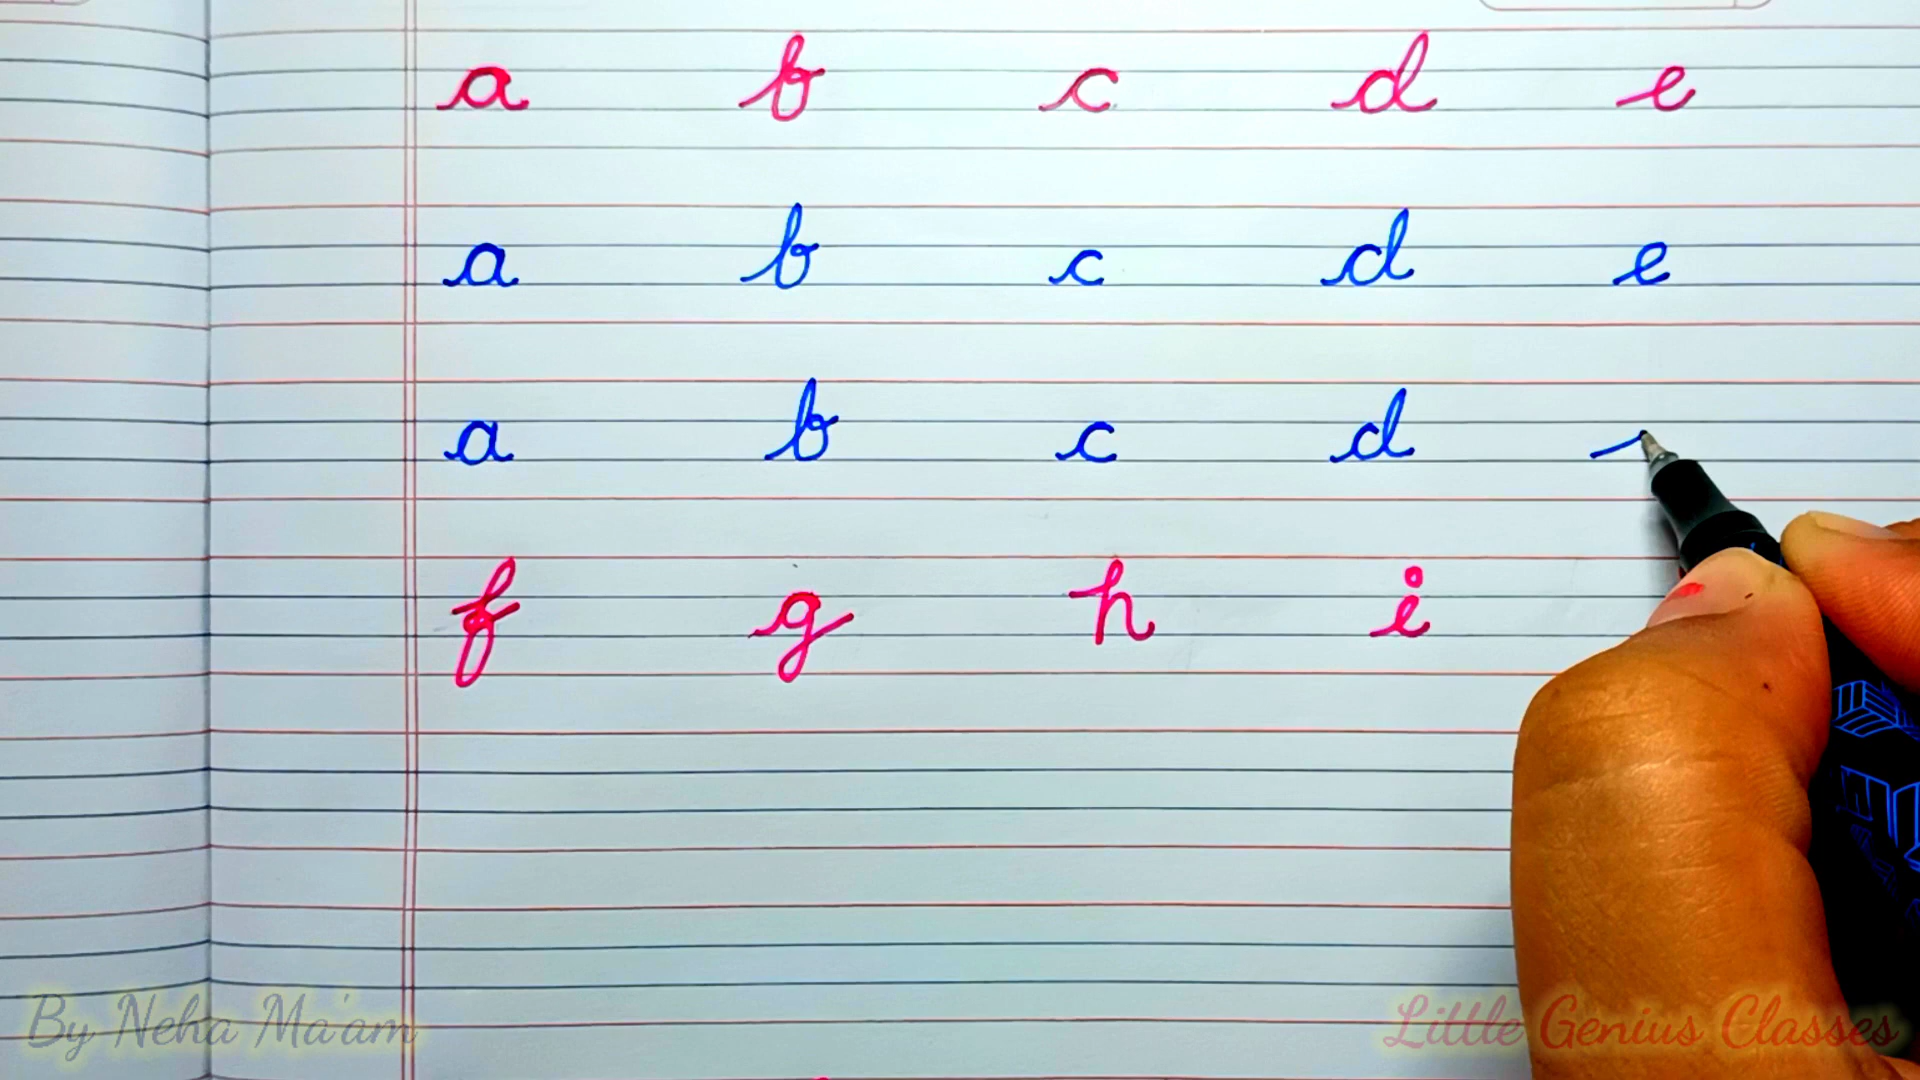 a b c d e
a b c d e
a b c d
f g h i
By Neha Ma'am
Little Genius Classes